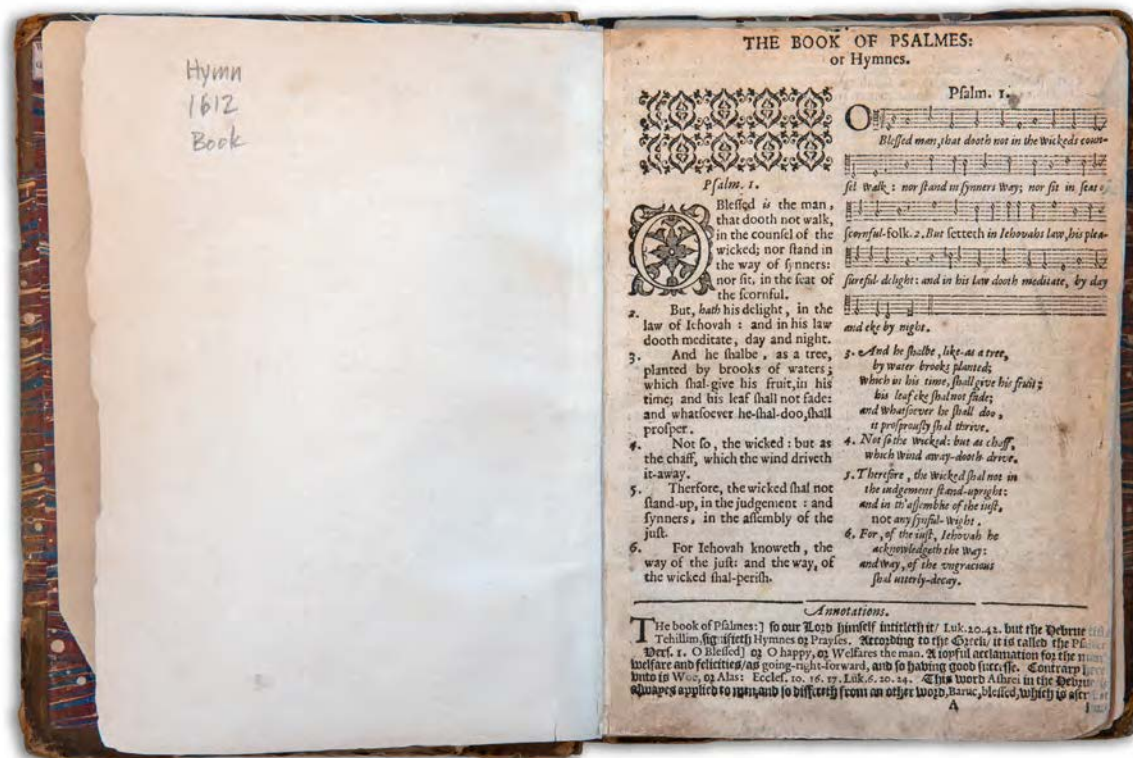 Hymn
1612
Book
THE BOOK OF PSALMES:
or Hymnes.
Psalm. 1.
O Blessed is the man,
that dooth not walk,
in the counsel of the
wicked; nor stand in
the way of synners:
nor sit, in the seat of
the scornful.
2. But, hath his delight, in the
law of Iehovah : and in his law
dooth meditate, day and night.
3. And he shalbe, as a tree,
planted by brooks of waters;
which shal-give his fruit, in his
time; and his leaf shall not fade:
and whatsoever he-shal-doo, shall
prosper.
4. Not so, the wicked : but as
the chaff, which the wind driveth
it-away.
5. Therfore, the wicked shal not
stand-up, in the judgement : and
synners, in the assembly of the
just.
6. For Iehovah knoweth, the
way of the just: and the way, of
the wicked shal-perish.
Psalm. 1.
O Blessed man, that dooth not in the wickeds coun-
sel walk : nor stand in synners way; nor sit in seat of
scornful-folk. 2. But setteth in Iehovahs law, his plea-
sureful-delight: and in his law dooth meditate, by day
and eke by night.
3. And he shalbe, like-as a tree,
by water brooks planted;
which in his time, shall give his fruit;
his leaf eke shal not fade;
and whatsoever he shall doo,
it prosprously shal thrive.
4. Not so the wicked: but as chaff,
which wind away-dooth-drive.
5. Therefore, the wicked shal not in
the iudgement stand-upright:
and in th'assemblie of the iust,
not any synful-wight.
6. For, of the iust, Iehovah he
acknowledgeth the way:
and way, of the vngracious
shal utterly-decay.
Annotations.
THe book of Psalmes:] so our Lord himself intitleth it/ Luk. 20. 42. but the Hebrue
Tehillim, signifieth Hymnes or Prayses. According to the Greek/ it is called the
Vers. 1. O Blessed] or O happy, or Welfares the man. A joyful acclamation for the
welfare and felicities/ as going-right-forward, and so having good successe. Contrary
vnto is Woe, or Alas: Eccles. 10. 16. 17. Luk. 6. 20. 24. This word Ashrei in the Hebrue
alwayes applied to men, and so differeth from an other word, Baruc, blessed, which is
A